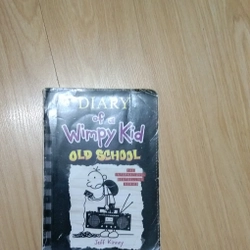 DIARY
of a
Wimpy Kid
OLD SCHOOL
Jeff Kinney